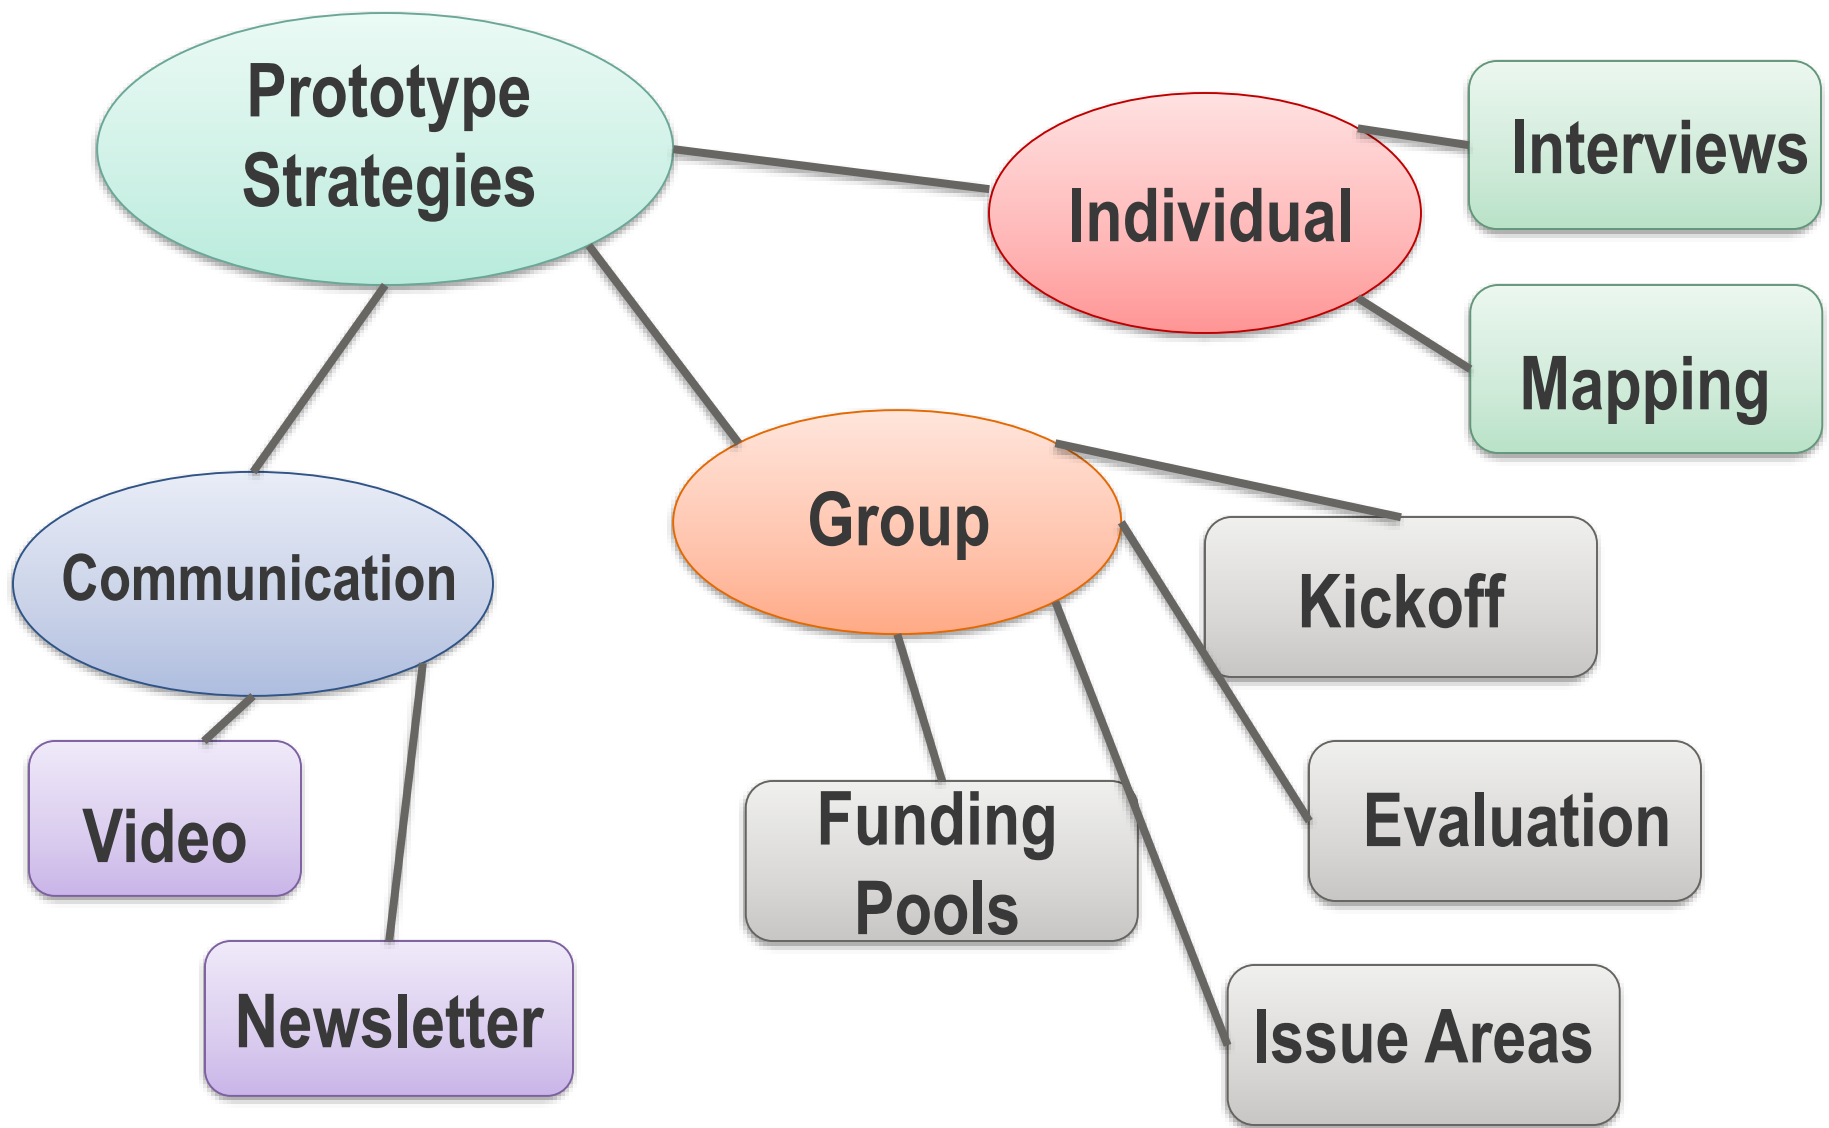 Prototype
Strategies
Individual
Interviews
Mapping
Communication
Group
Kickoff
Video
Funding
Pools
Evaluation
Newsletter
Issue Areas